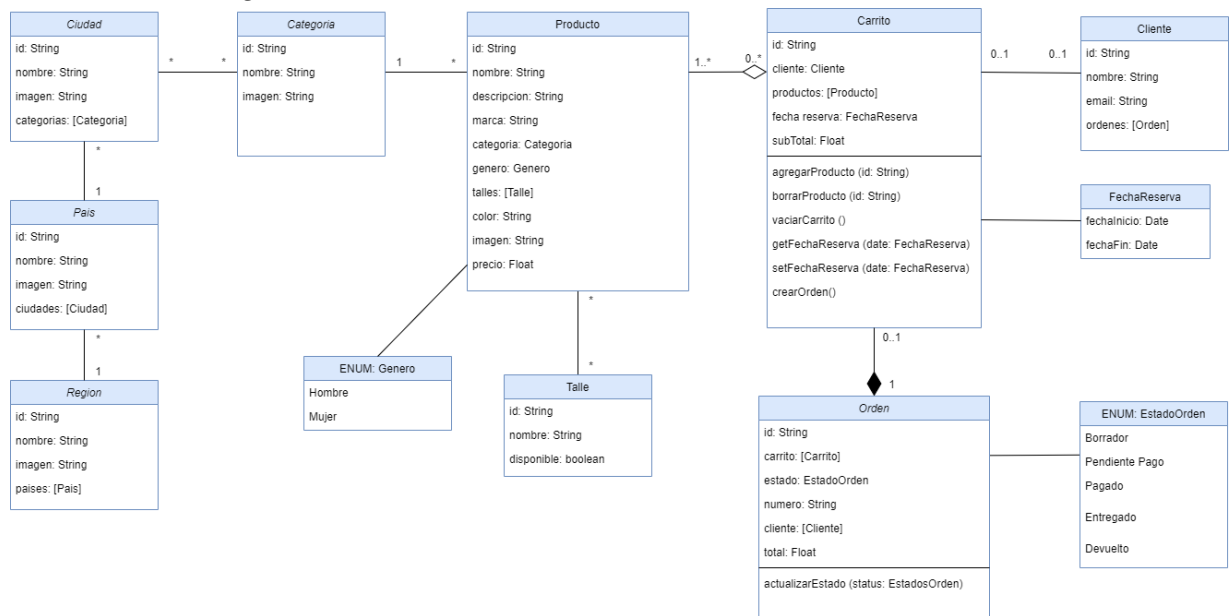 Ciudad
id: String
nombre: String
imagen: String
categorias: [Categoria]
*
*
Categoria
id: String
nombre: String
imagen: String
1
*
Producto
id: String
nombre: String
descripcion: String
marca: String
categoria: Categoria
genero: Genero
talles: [Talle]
color: String
imagen: String
precio: Float
1..*
0..*
Carrito
id: String
cliente: Cliente
productos: [Producto]
fecha reserva: FechaReserva
subTotal: Float
agregarProducto (id: String)
borrarProducto (id: String)
vaciarCarrito ()
getFechaReserva (date: FechaReserva)
setFechaReserva (date: FechaReserva)
crearOrden()
0..1
0..1
Cliente
id: String
nombre: String
email: String
ordenes: [Orden]
FechaReserva
fechaInicio: Date
fechaFin: Date
*
1
Pais
id: String
nombre: String
imagen: String
ciudades: [Ciudad]
*
1
Region
id: String
nombre: String
imagen: String
paises: [Pais]
ENUM: Genero
Hombre
Mujer
*
*
Talle
id: String
nombre: String
disponible: boolean
0..1
1
Orden
id: String
carrito: [Carrito]
estado: EstadoOrden
numero: String
cliente: [Cliente]
total: Float
actualizarEstado (status: EstadosOrden)
ENUM: EstadoOrden
Borrador
Pendiente Pago
Pagado
Entregado
Devuelto